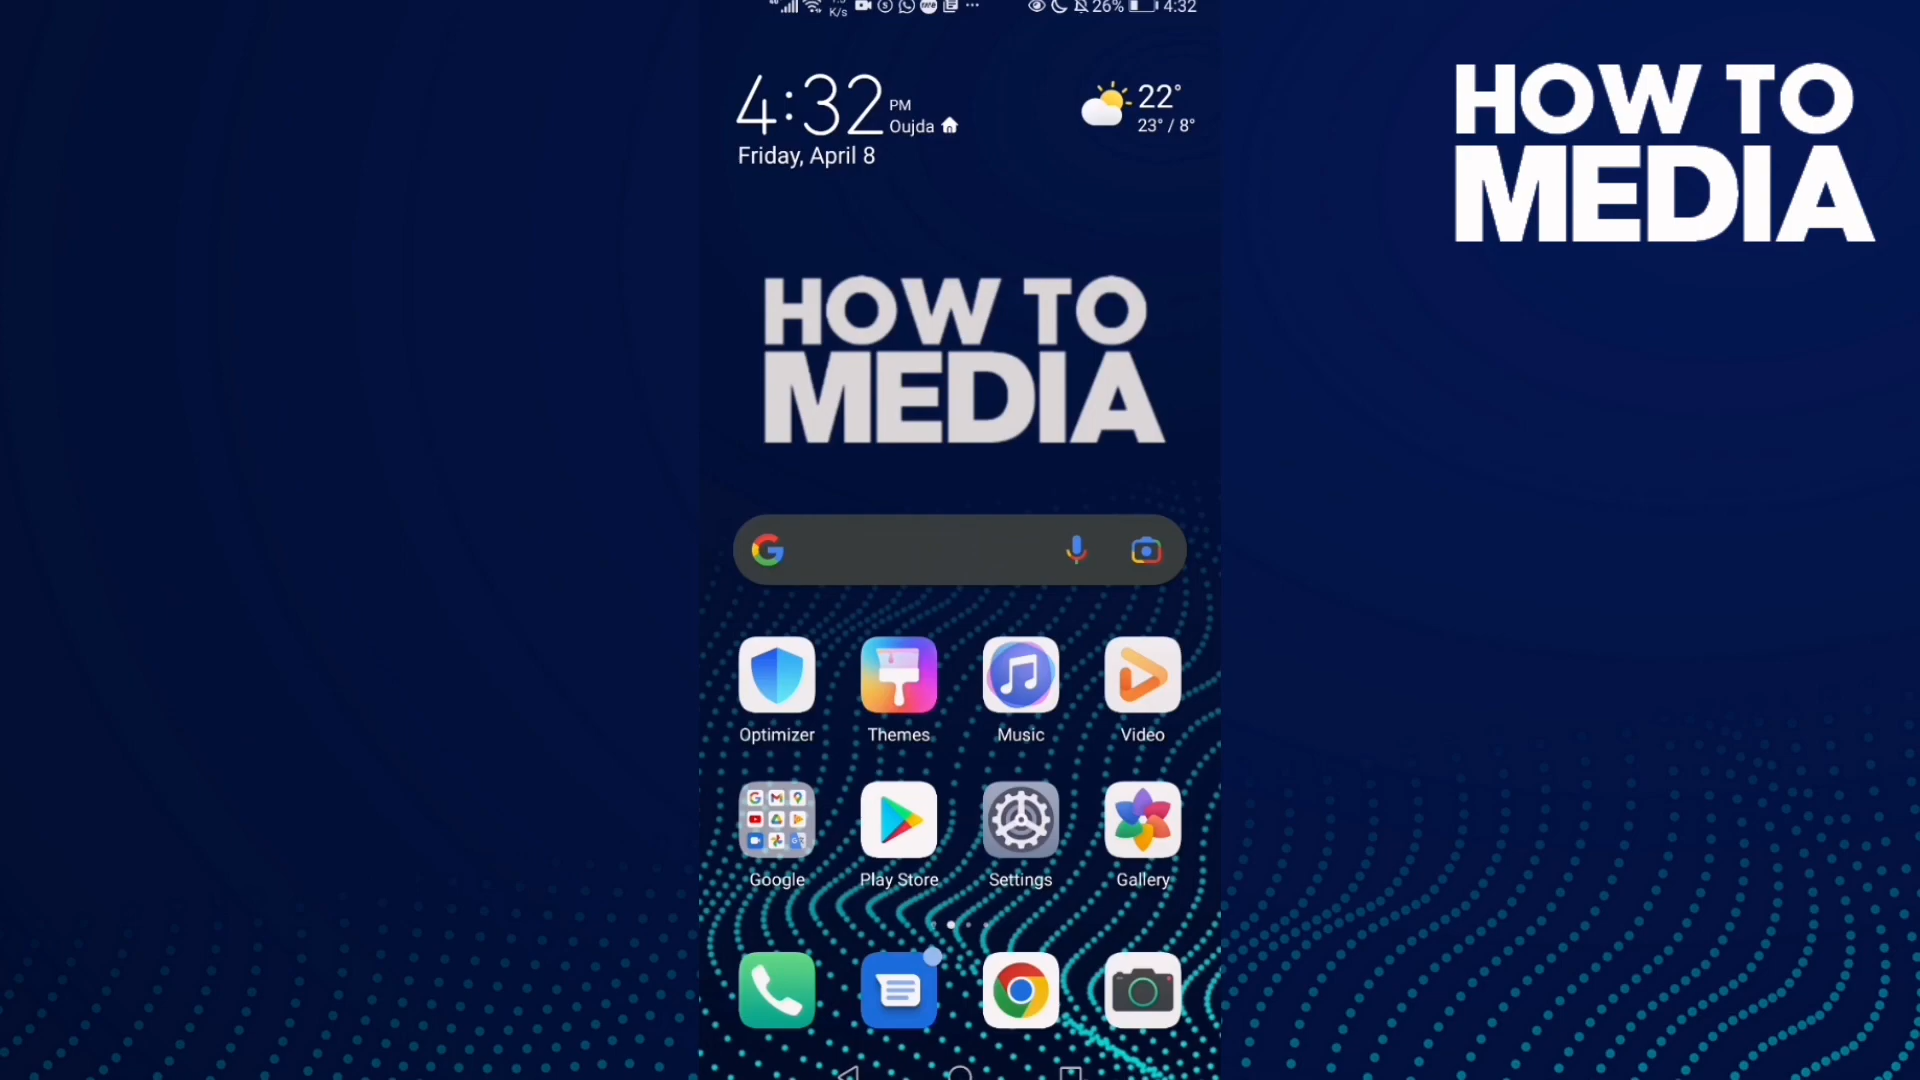 K/s 26% 4:32
4:32 PM
Oujda
Friday, April 8
22°
23° / 8°
HOW TO
MEDIA
HOW TO
MEDIA
Optimizer Themes Music Video
Google Play Store Settings Gallery